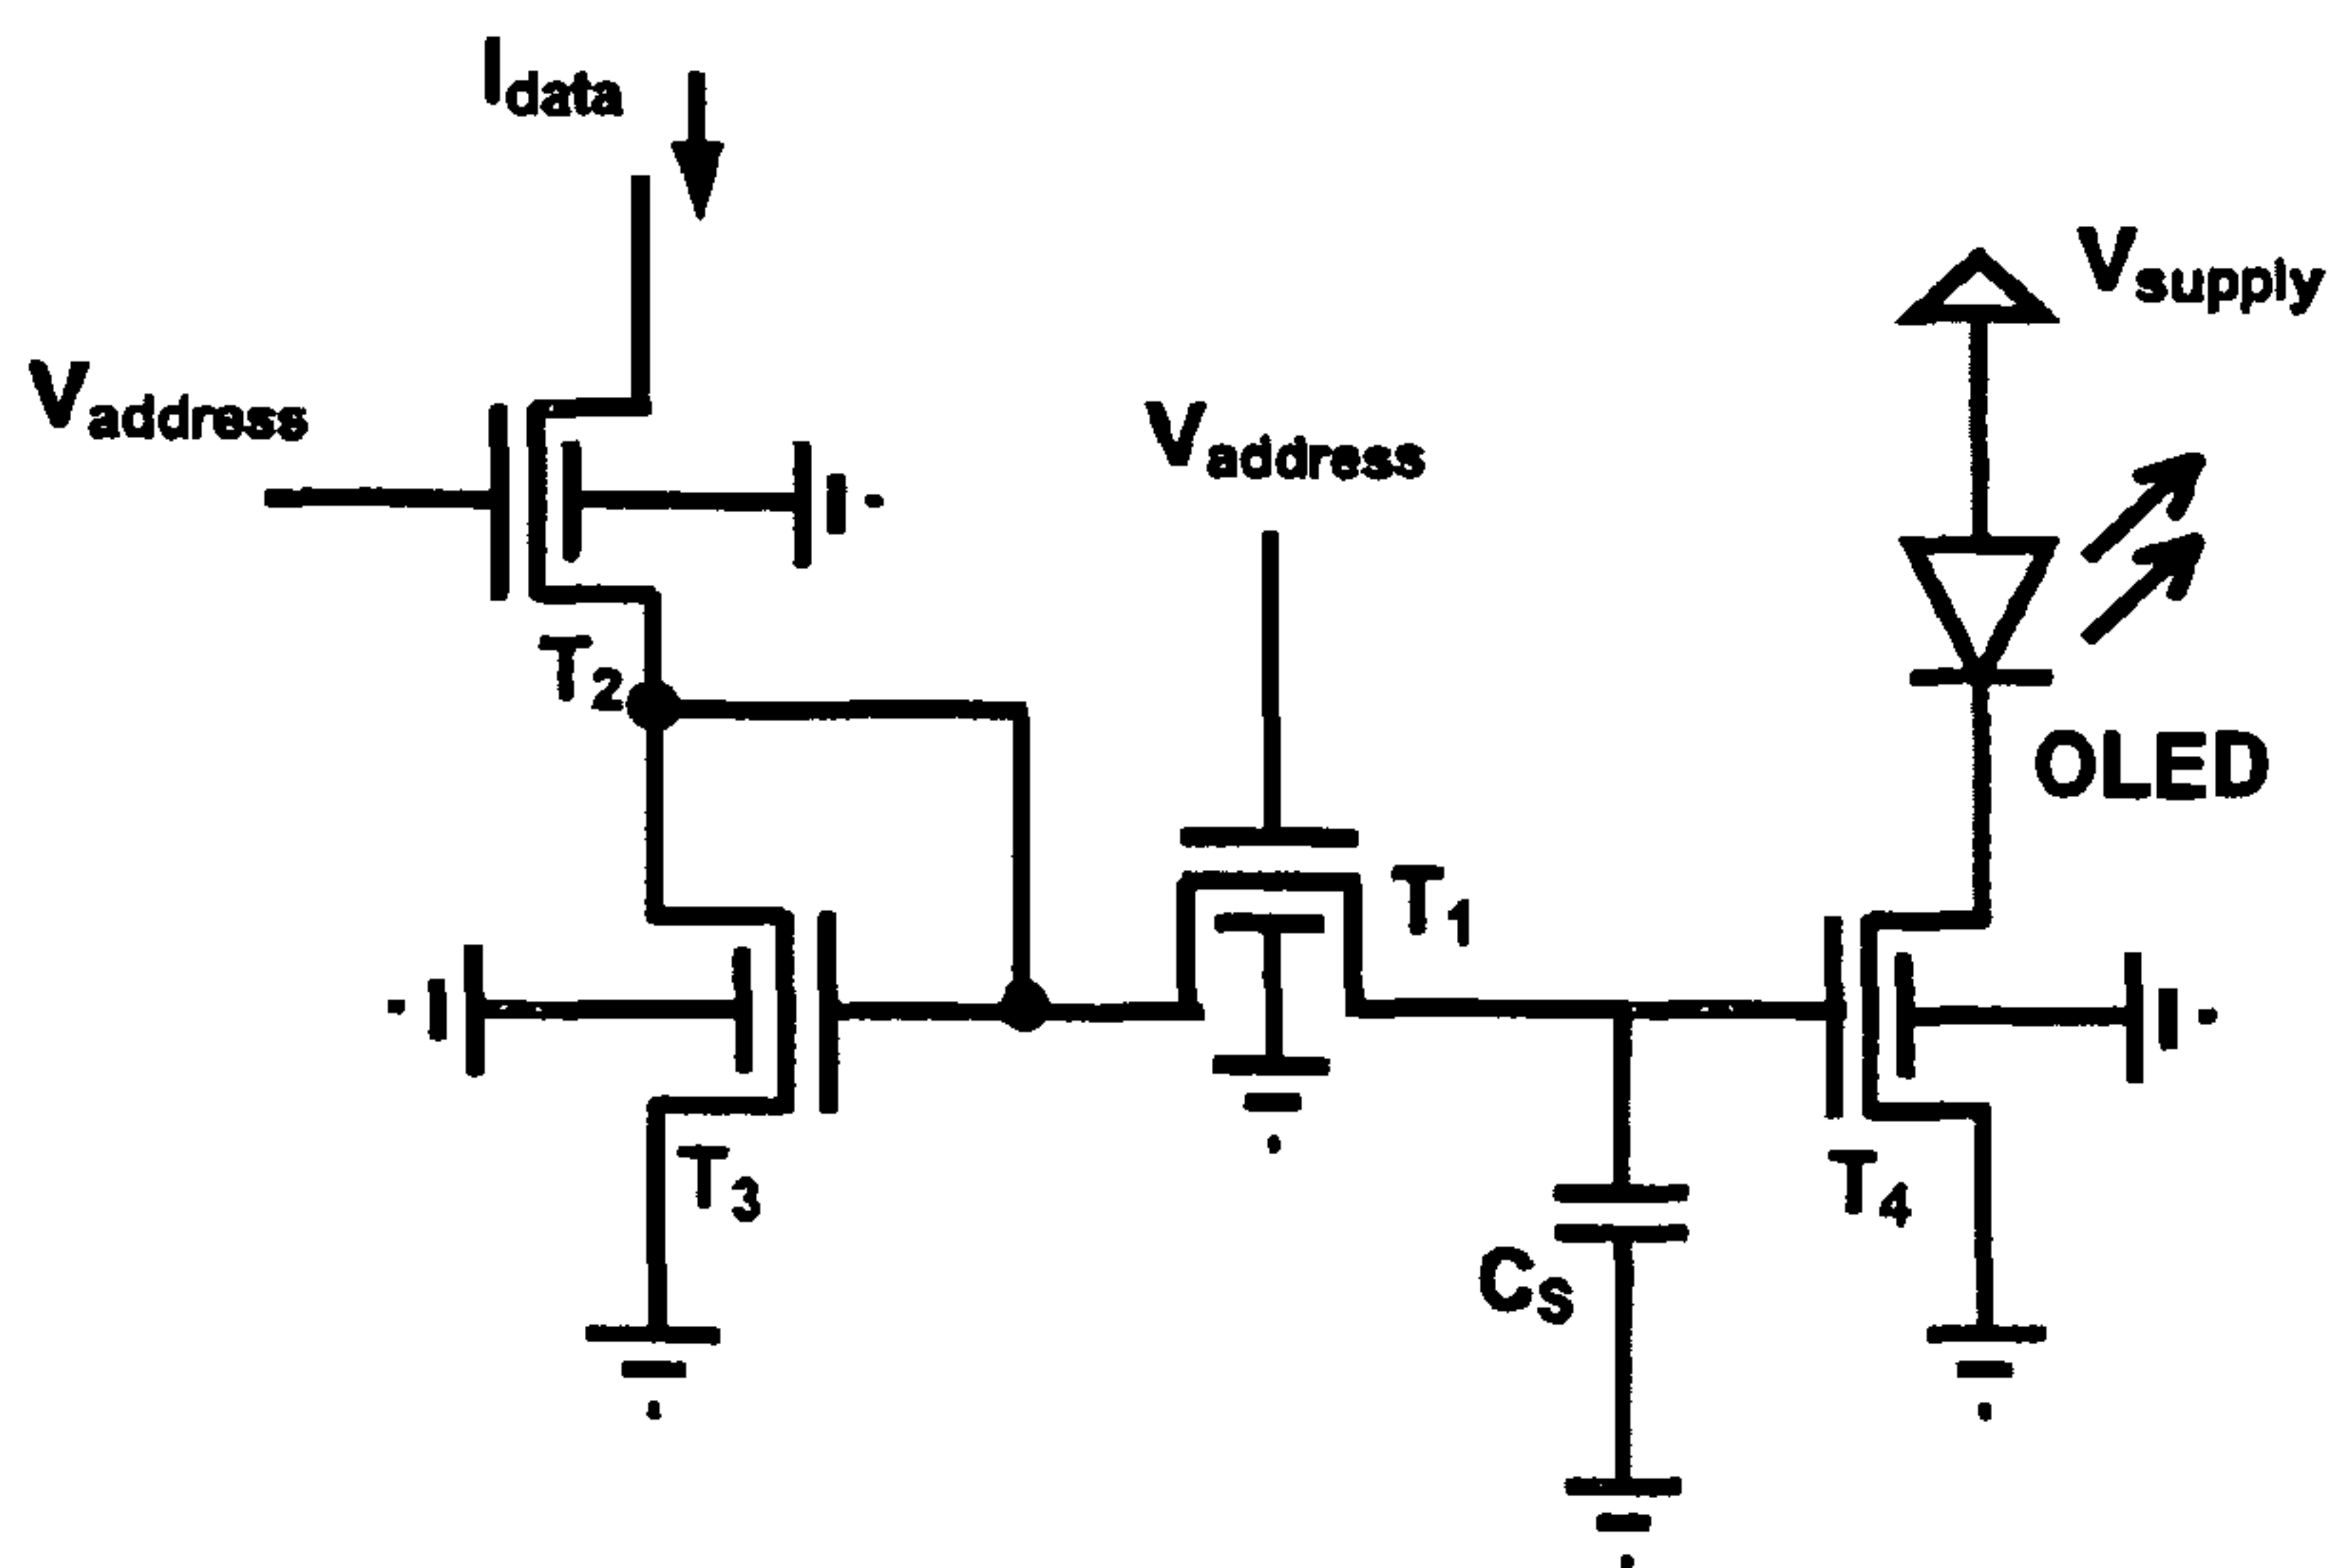 Idata
Vsupply
Vaddress
Vaddress
T2
OLED
T1
T3
T4
CS